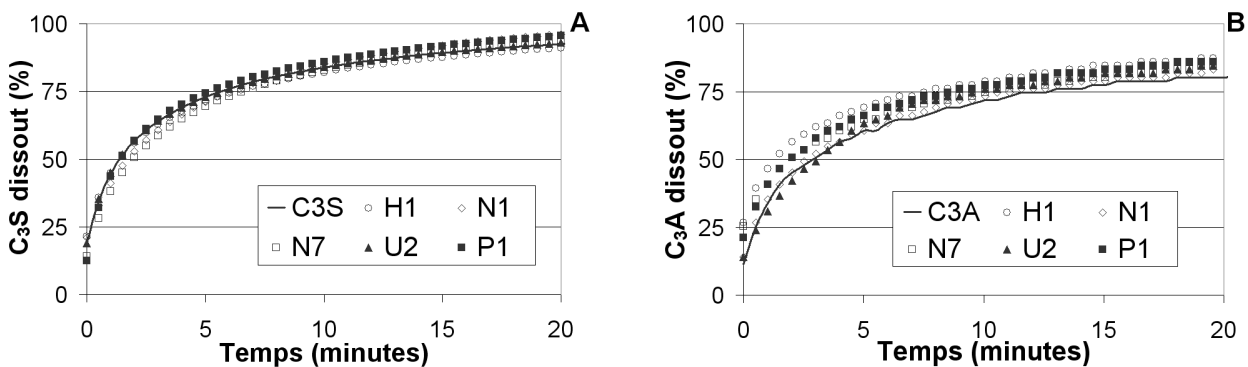 A
C₃S dissout (%)
100
75
50
25
0
C3S H1 N1
N7 U2 P1
0 5 10 15 20
Temps (minutes)
B
C₃A dissout (%)
100
75
50
25
0
C3A H1 N1
N7 U2 P1
0 5 10 15 20
Temps (minutes)